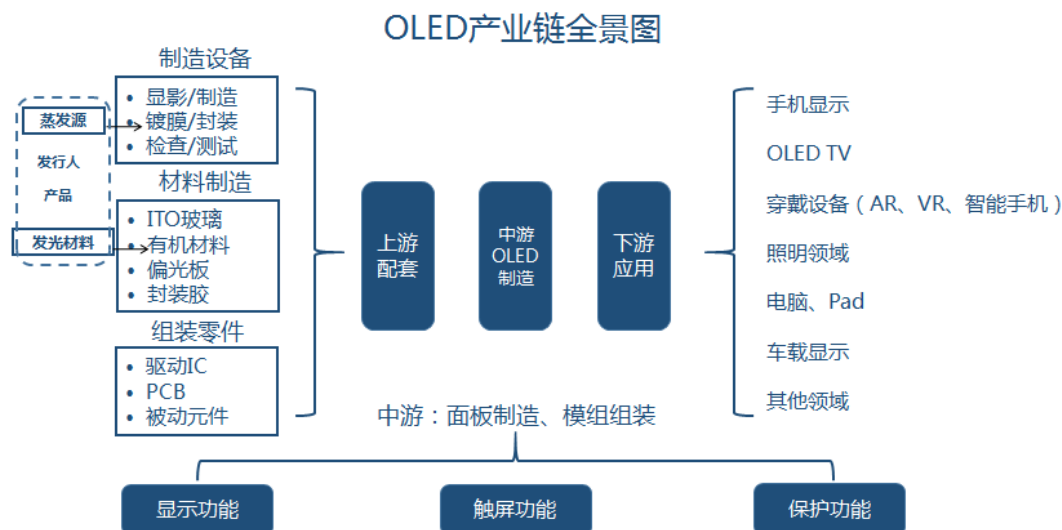 OLED产业链全景图
制造设备
• 显影/制造
• 镀膜/封装
• 检查/测试
蒸发源
发行人
产品
发光材料
材料制造
• ITO玻璃
• 有机材料
• 偏光板
• 封装胶
组装零件
• 驱动IC
• PCB
• 被动元件
上游
配套
中游
OLED
制造
下游
应用
手机显示
OLED TV
穿戴设备（AR、VR、智能手机）
照明领域
电脑、Pad
车载显示
其他领域
中游：面板制造、模组组装
显示功能
触屏功能
保护功能